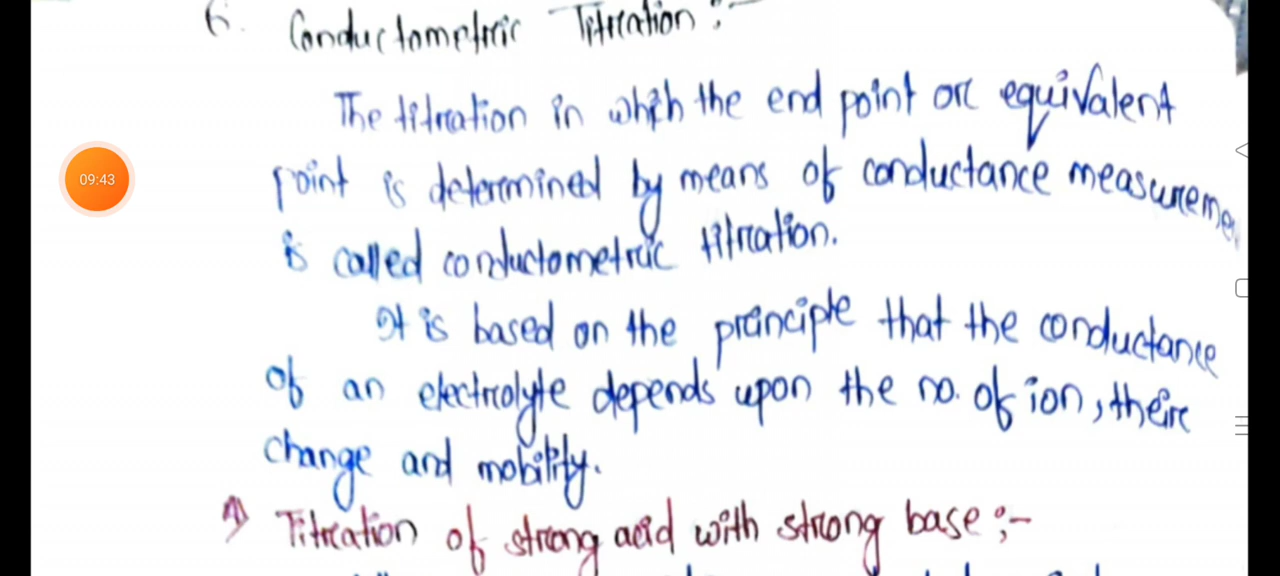 6. Conductometric Titration :-
The titration in which the end point or equivalent
point is determined by means of conductance measureme
is called conductometric titration.
It is based on the principle that the conductance
of an electrolyte depends upon the no. of ion, their
change and mobility.
Titration of strong acid with strong base :-
09:43